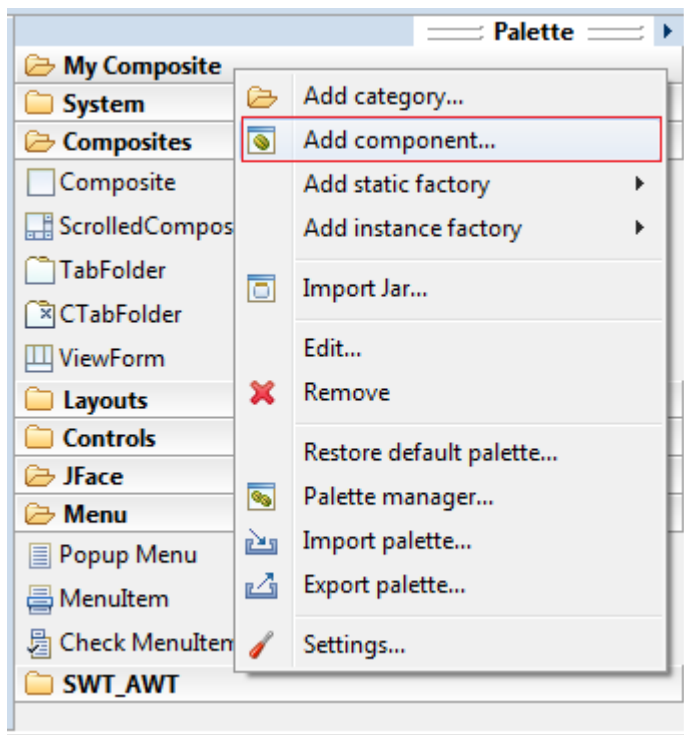 Palette
My Composite
System
Composites
Composite
ScrolledCompos
TabFolder
CTabFolder
ViewForm
Layouts
Controls
JFace
Menu
Popup Menu
MenuItem
Check MenuItem
SWT_AWT
Add category...
Add component...
Add static factory
Add instance factory
Import Jar...
Edit...
Remove
Restore default palette...
Palette manager...
Import palette...
Export palette...
Settings...